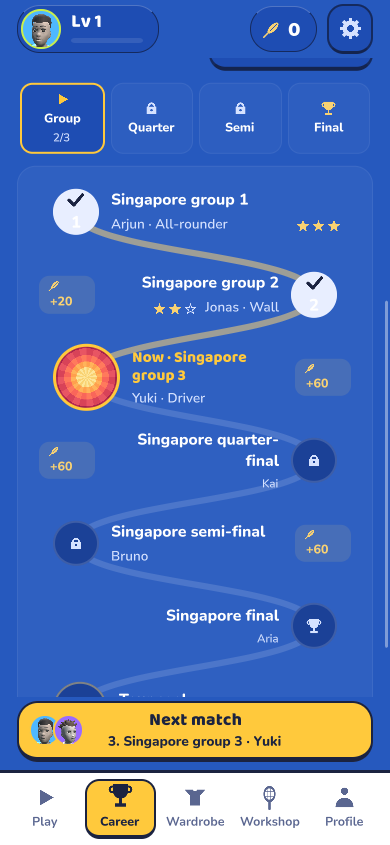 Lv 1
0
Group
2/3
Quarter
Semi
Final
Singapore group 1
1
Arjun · All-rounder
Singapore group 2
+20
2
Jonas · Wall
Now · Singapore
group 3
+60
Yuki · Driver
Singapore quarter-
final
+60
Kai
Singapore semi-final
+60
Bruno
Singapore final
Aria
Next match
3. Singapore group 3 · Yuki
Play
Career
Wardrobe
Workshop
Profile